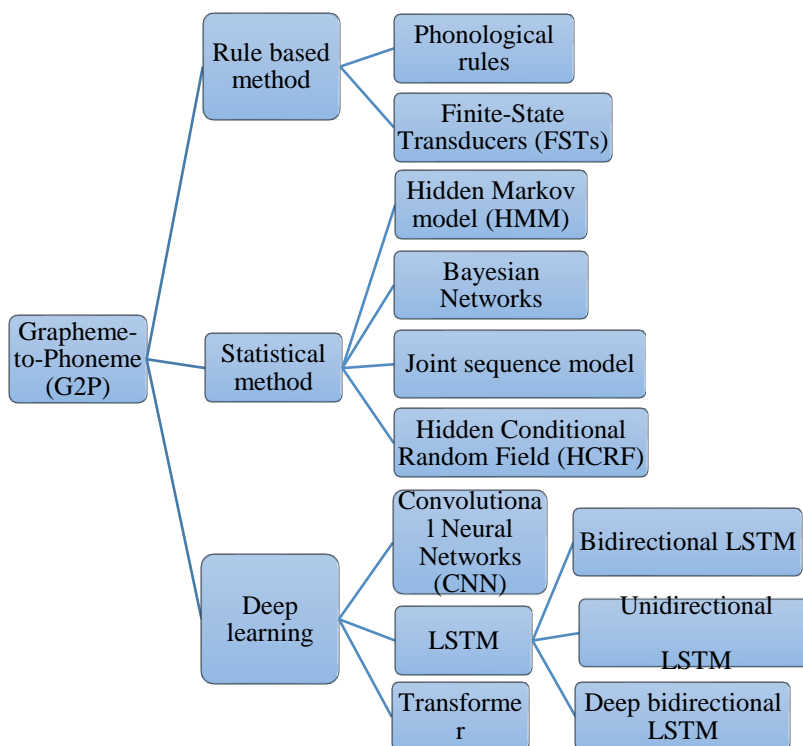 Rule based
method
Phonological
rules
Finite-State
Transducers (FSTs)
Hidden Markov
model (HMM)
Bayesian
Networks
Grapheme-
to-Phoneme
(G2P)
Statistical
method
Joint sequence model
Hidden Conditional
Random Field (HCRF)
Convolutiona
l Neural
Networks
(CNN)
Deep
learning
LSTM
Transforme
r
Bidirectional LSTM
Unidirectional
LSTM
Deep bidirectional
LSTM